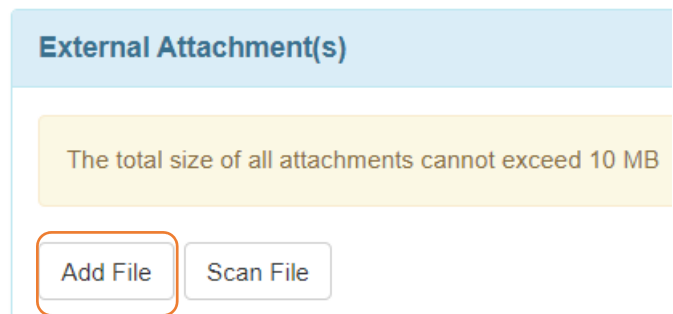 External Attachment(s)
The total size of all attachments cannot exceed 10 MB
Add File Scan File